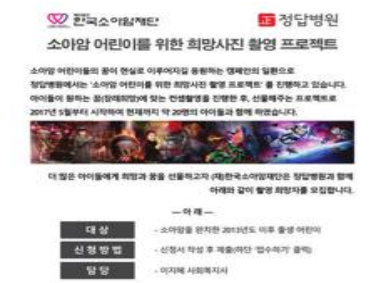 한국소아암재단
正 정답병원
소아암 어린이를 위한 희망사진 촬영 프로젝트
소아암 어린이들의 꿈이 현실로 이루어지길 응원하는 캠페인의 일환으로
정답병원에서는 '소아암 어린이를 위한 희망사진 촬영 프로젝트' 를 진행하고 있습니다.
아이들이 원하는 꿈(장래희망)에 맞는 컨셉촬영을 진행한 후, 선물해주는 프로젝트로
2017년 5월부터 시작하여 현재까지 약 20명의 아이들과 함께 하였습니다.
더 많은 아이들에게 희망과 꿈을 선물하고자 (재)한국소아암재단은 정답병원과 함께
아래와 같이 촬영 희망자를 모집합니다.
— 아 래 —
대 상 - 소아암을 완치한 2013년도 이후 출생 어린이
신 청 방 법 - 신청서 작성 후 제출(하단 '접수하기' 클릭)
담 당 - 이지혜 사회복지사